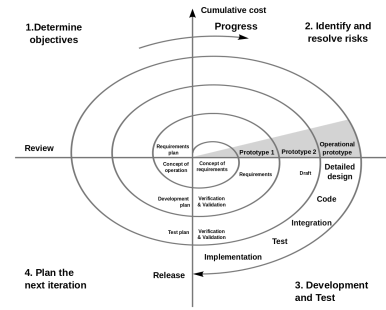 Cumulative cost
Progress
1.Determine
objectives
2. Identify and
resolve risks
Review
Requirements
plan
Concept of
operation
Concept of
requirements
Prototype 1
Prototype 2
Operational
prototype
Requirements
Draft
Detailed
design
Development
plan
Verification
& Validation
Code
Test plan
Verification
& Validation
Integration
Test
Implementation
Release
4. Plan the
next iteration
3. Development
and Test